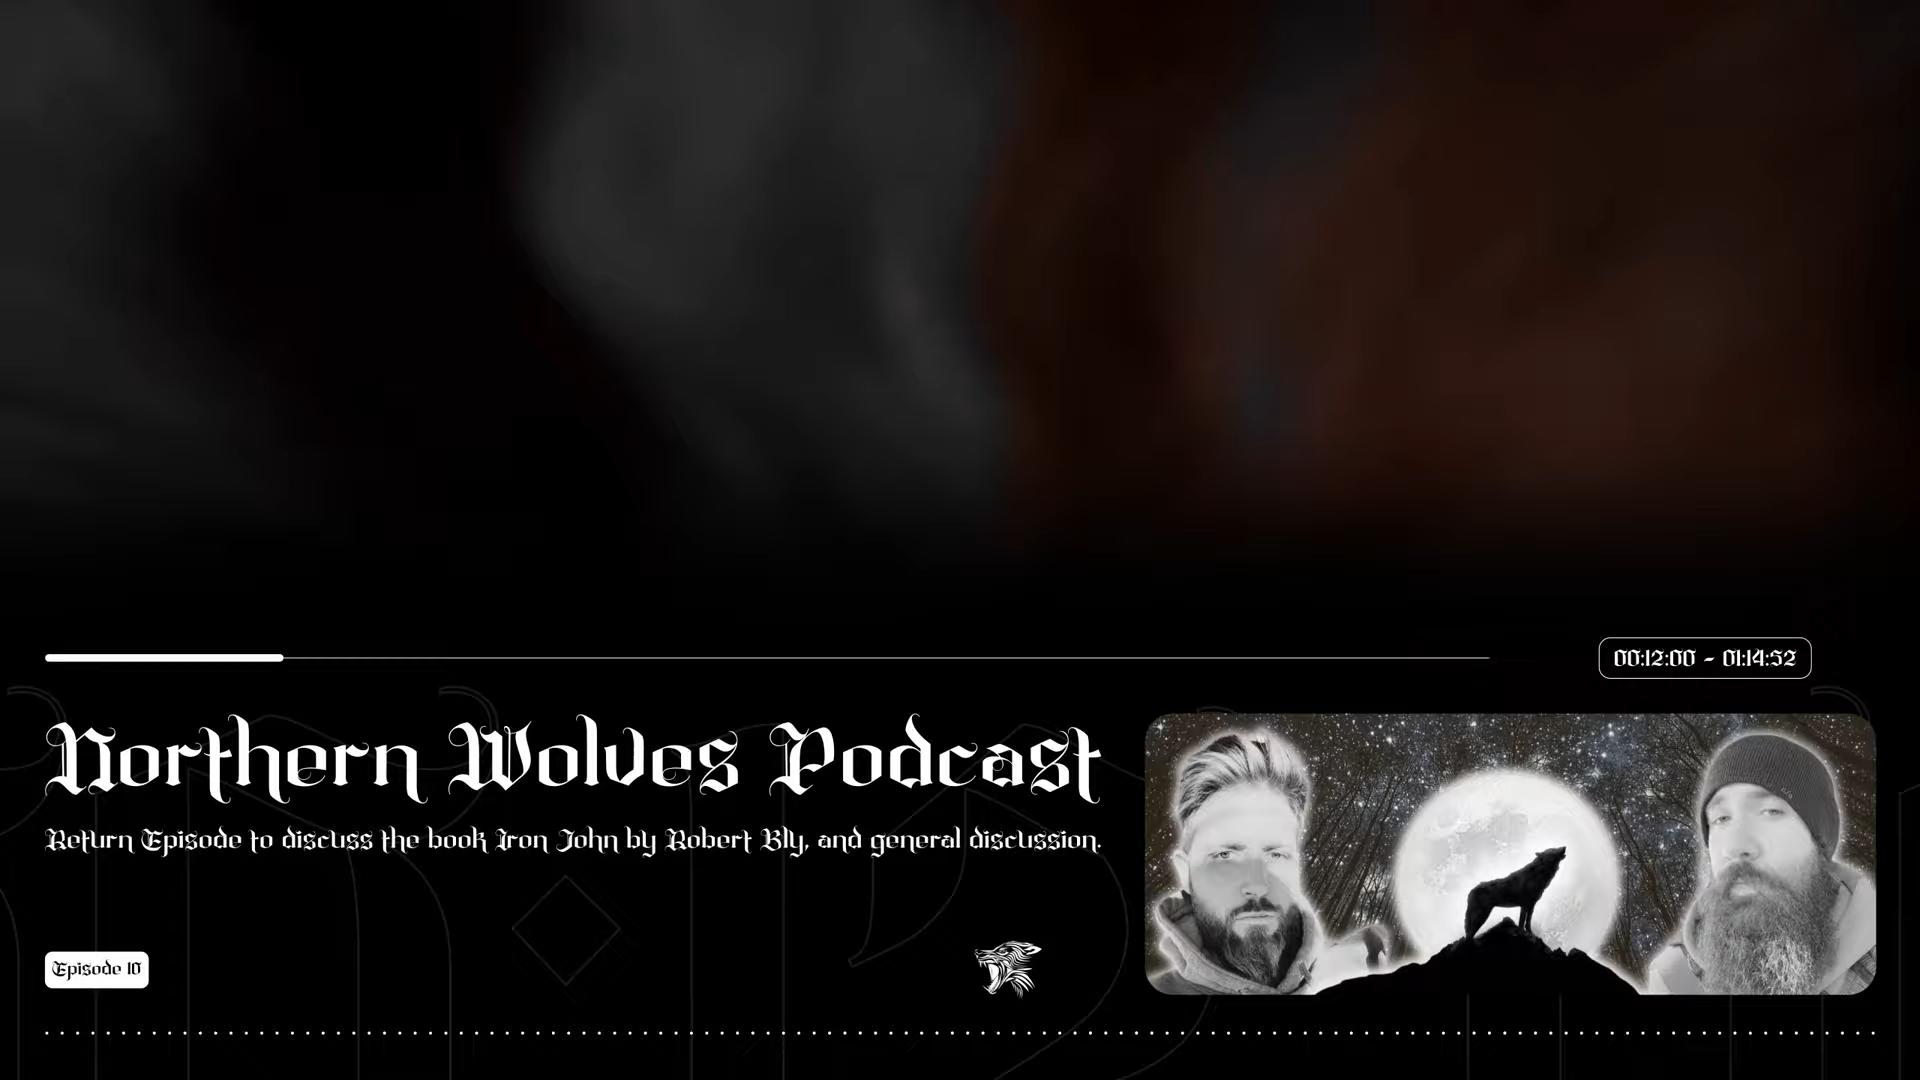 00:12:00 - 01:14:52
Northern Wolves Podcast
Return Episode to discuss the book Iron John by Robert Bly, and general discussion.
Episode 10